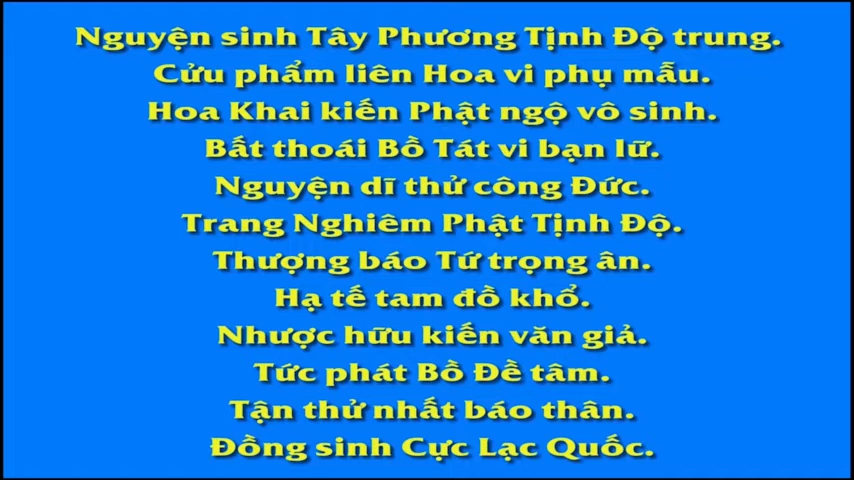 Nguyện sinh Tây Phương Tịnh Độ trung.
Cửu phẩm liên Hoa vi phụ mẫu.
Hoa Khai kiến Phật ngộ vô sinh.
Bất thoái Bồ Tát vi bạn lữ.
Nguyện dĩ thử công Đức.
Trang Nghiêm Phật Tịnh Độ.
Thượng báo Tứ trọng ân.
Hạ tế tam đồ khổ.
Nhược hữu kiến văn giả.
Tức phát Bồ Đề tâm.
Tận thử nhất báo thân.
Đồng sinh Cực Lạc Quốc.